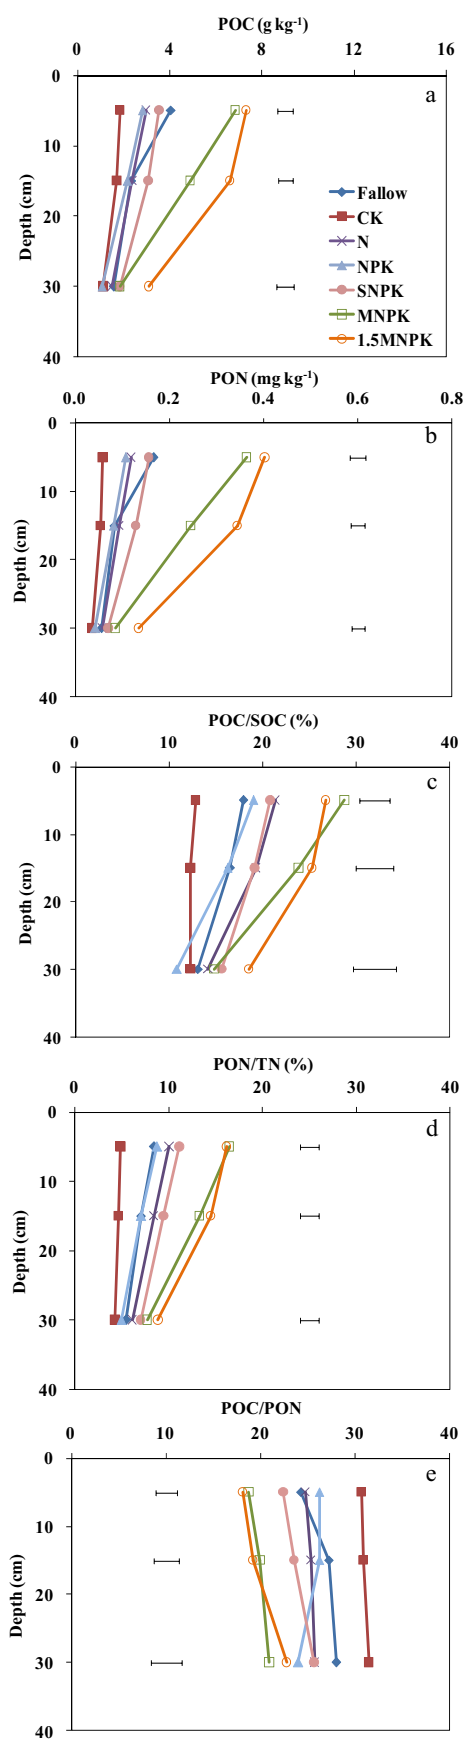 POC (g kg-1)
0 4 8 12 16
0
a
10
Depth (cm)
20
30
40
Fallow
CK
N
NPK
SNPK
MNPK
1.5MNPK
PON (mg kg-1)
0 0.2 0.4 0.6 0.8
0
b
10
Depth (cm)
20
30
40
POC/SOC (%)
0 10 20 30 40
0
c
10
Depth (cm)
20
30
40
PON/TN (%)
0 10 20 30 40
0
d
10
Depth (cm)
20
30
40
POC/PON
0 10 20 30 40
0
e
10
Depth (cm)
20
30
40